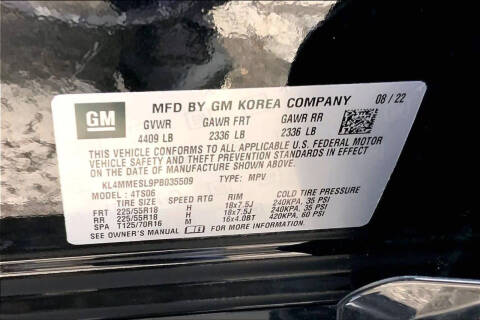 GM
MFD BY GM KOREA COMPANY 08 / 22
GVWR GAWR FRT GAWR RR
4409 LB 2336 LB 2336 LB
THIS VEHICLE CONFORMS TO ALL APPLICABLE U.S. FEDERAL MOTOR
VEHICLE SAFETY AND THEFT PREVENTION STANDARDS IN EFFECT
ON THE DATE OF MANUFACTURE SHOWN ABOVE.
KL4MMESL9PB035509 TYPE: MPV
MODEL: 4TS06
TIRE SIZE SPEED RTG RIM COLD TIRE PRESSURE
FRT 225/55R18 H 18x7.5J 240KPA, 35 PSI
RR 225/55R18 H 18x7.5J 240KPA, 35 PSI
SPA T125/70R16 M 16x4.0BT 420KPA, 60 PSI
SEE OWNER'S MANUAL FOR MORE INFORMATION.